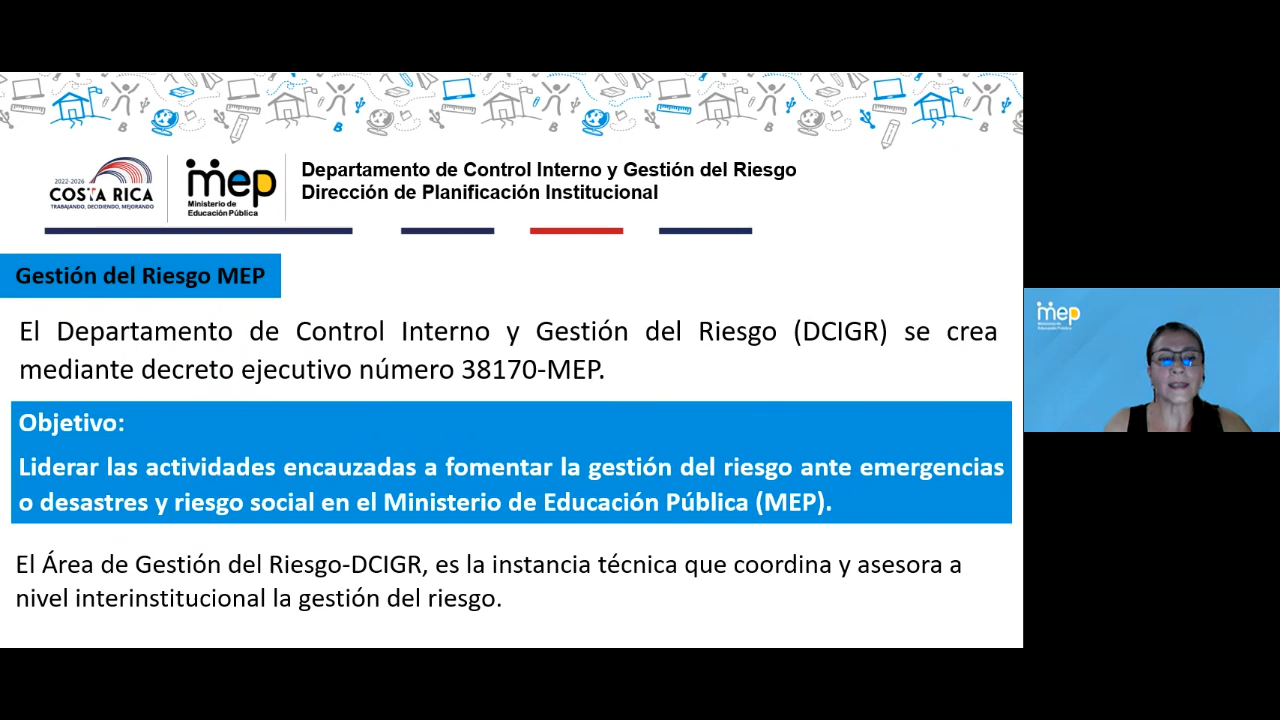 2022-2026
COSTA RICA
TRABAJANDO, DECIDIENDO, MEJORANDO
mep
Ministerio de
Educación Pública
Departamento de Control Interno y Gestión del Riesgo
Dirección de Planificación Institucional
Gestión del Riesgo MEP
El Departamento de Control Interno y Gestión del Riesgo (DCIGR) se crea
mediante decreto ejecutivo número 38170-MEP.
Objetivo:
Liderar las actividades encauzadas a fomentar la gestión del riesgo ante emergencias
o desastres y riesgo social en el Ministerio de Educación Pública (MEP).
El Área de Gestión del Riesgo-DCIGR, es la instancia técnica que coordina y asesora a
nivel interinstitucional la gestión del riesgo.
mep
Ministerio de
Educación Pública